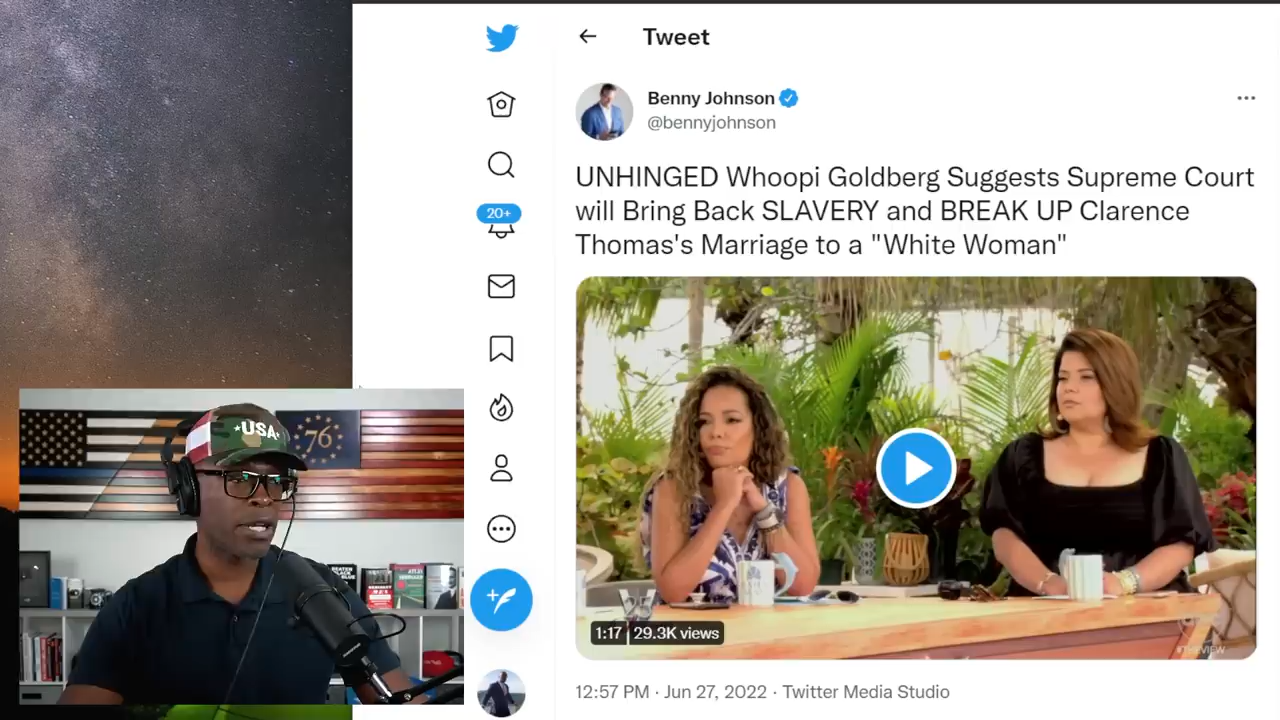 Tweet
Benny Johnson
@bennyjohnson
UNHINGED Whoopi Goldberg Suggests Supreme Court
will Bring Back SLAVERY and BREAK UP Clarence
Thomas's Marriage to a "White Woman"
20+
USA
76
1:17
29.3K views
#THEVIEW
12:57 PM · Jun 27, 2022 · Twitter Media Studio